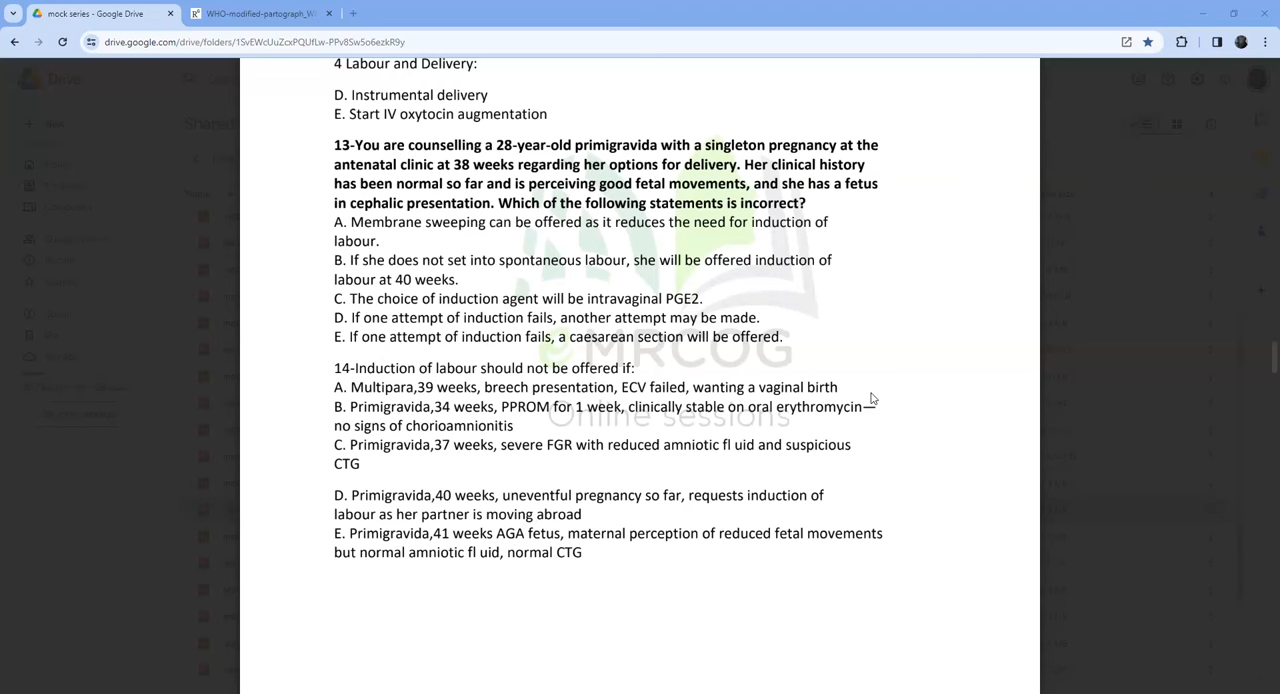 mock series - Google Drive
WHO-modified-partograph_W
drive.google.com/drive/folders/1SvEWcUuZcxPQUfLw-PPv8Sw5o6ezkR9y
Drive
4 Labour and Delivery:
D. Instrumental delivery
E. Start IV oxytocin augmentation
13-You are counselling a 28-year-old primigravida with a singleton pregnancy at the
antenatal clinic at 38 weeks regarding her options for delivery. Her clinical history
has been normal so far and is perceiving good fetal movements, and she has a fetus
in cephalic presentation. Which of the following statements is incorrect?
A. Membrane sweeping can be offered as it reduces the need for induction of
labour.
B. If she does not set into spontaneous labour, she will be offered induction of
labour at 40 weeks.
C. The choice of induction agent will be intravaginal PGE2.
D. If one attempt of induction fails, another attempt may be made.
E. If one attempt of induction fails, a caesarean section will be offered.
eMRCOG
14-Induction of labour should not be offered if:
A. Multipara,39 weeks, breech presentation, ECV failed, wanting a vaginal birth
B. Primigravida,34 weeks, PPROM for 1 week, clinically stable on oral erythromycin—
Online sessions
no signs of chorioamnionitis
C. Primigravida,37 weeks, severe FGR with reduced amniotic fl uid and suspicious
CTG
D. Primigravida,40 weeks, uneventful pregnancy so far, requests induction of
labour as her partner is moving abroad
E. Primigravida,41 weeks AGA fetus, maternal perception of reduced fetal movements
but normal amniotic fl uid, normal CTG